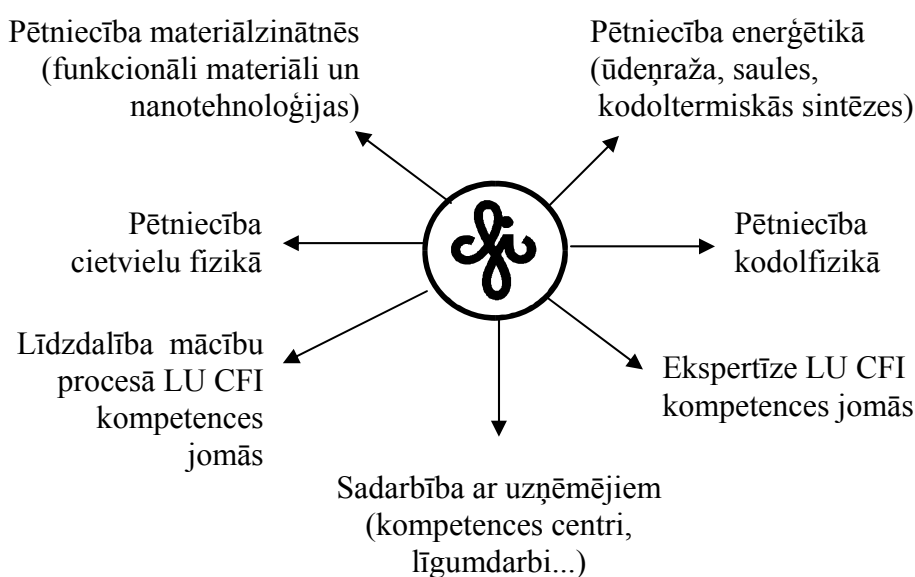 Pētniecība materiālzinātnēs
(funkcionāli materiāli un
nanotehnoloģijas)
Pētniecība enerģētikā
(ūdeņraža, saules,
kodoltermiskās sintēzes)
cfi
Pētniecība
cietvielu fizikā
Pētniecība
kodolfizikā
Līdzdalība mācību
procesā LU CFI
kompetences
jomās
Ekspertīze LU CFI
kompetences jomās
Sadarbība ar uzņēmējiem
(kompetences centri,
līgumdarbi...)